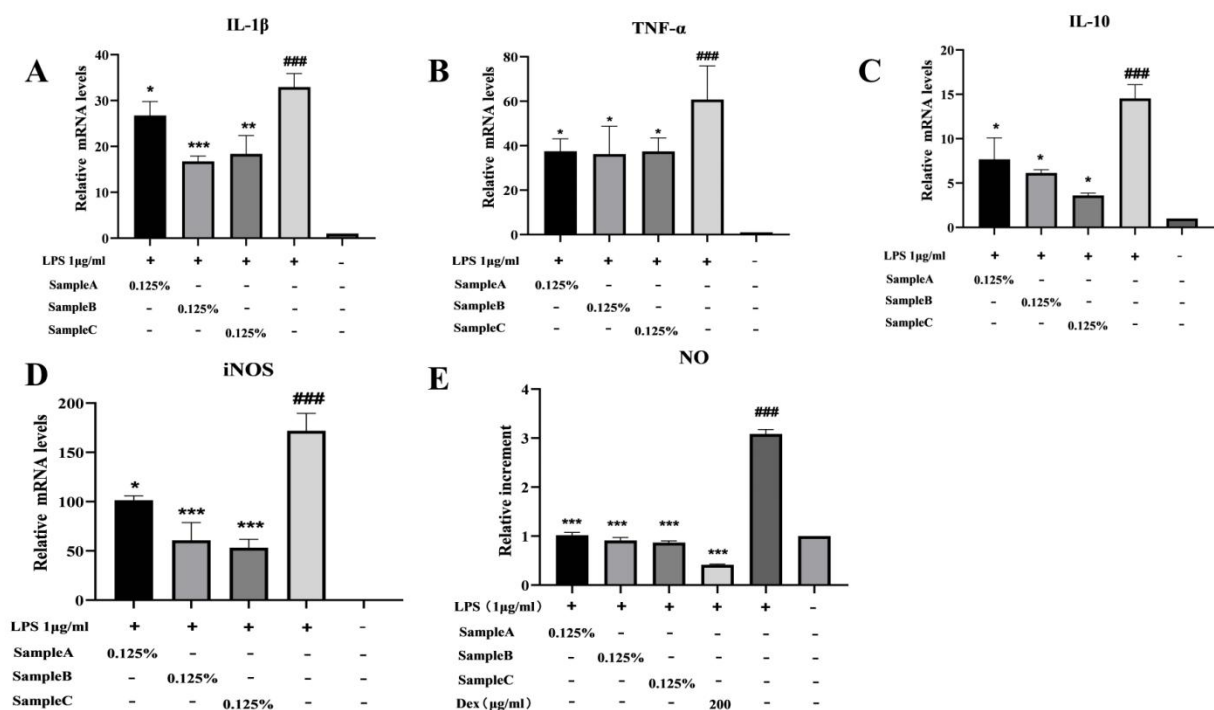 A
IL-1β
Relative mRNA levels
40
30
20
10
0
* *** ** ###
LPS 1μg/ml + + + + -
SampleA 0.125% - - - -
SampleB - 0.125% - - -
SampleC - - 0.125% - -
B
TNF-α
Relative mRNA levels
80
60
40
20
0
* * * ###
LPS 1μg/ml + + + + -
SampleA 0.125% - - - -
SampleB - 0.125% - - -
SampleC - - 0.125% - -
C
IL-10
Relative mRNA levels
20
15
10
5
0
* * * ###
LPS 1μg/ml + + + + -
SampleA 0.125% - - - -
SampleB - 0.125% - - -
SampleC - - 0.125% - -
D
iNOS
Relative mRNA levels
200
150
100
50
0
* *** *** ###
LPS 1μg/ml + + + + -
SampleA 0.125% - - - -
SampleB - 0.125% - - -
SampleC - - 0.125% - -
E
NO
Relative increment
4
3
2
1
0
*** *** *** *** ###
LPS（1μg/ml） + + + + + -
SampleA 0.125% - - - - -
SampleB - 0.125% - - - -
SampleC - - 0.125% - - -
Dex（μg/ml） - - - 200 - -